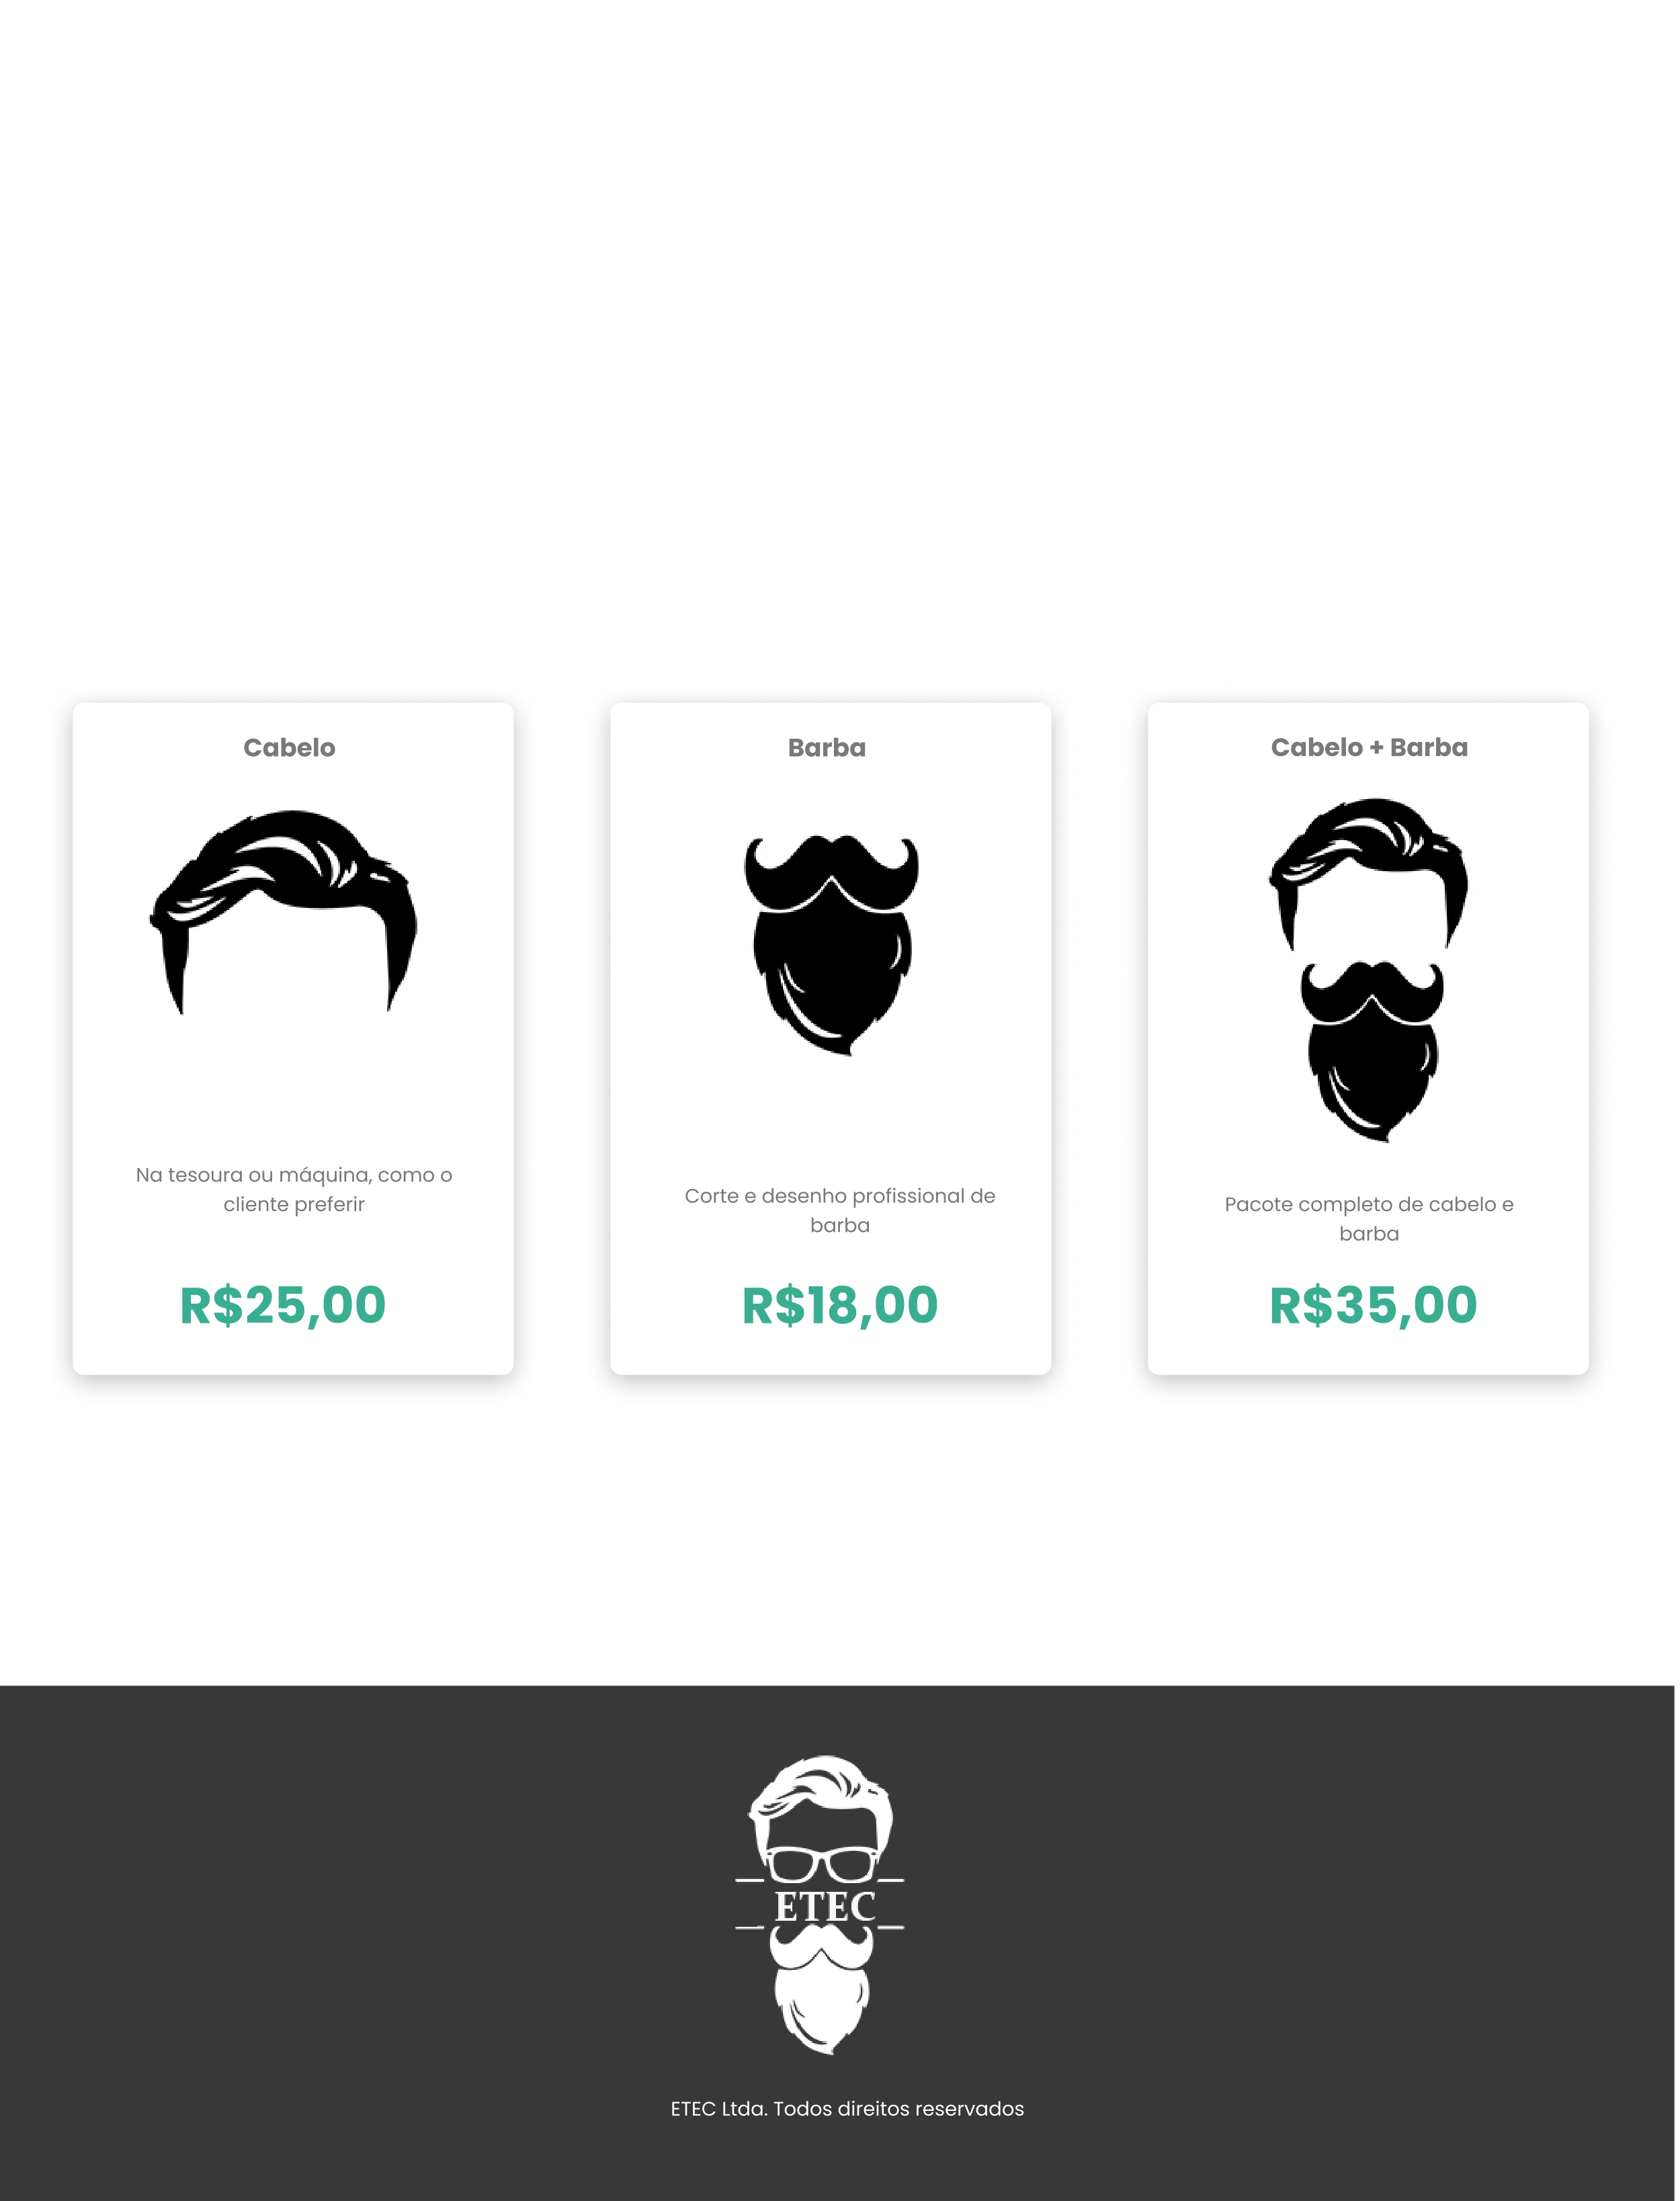 Cabelo
Na tesoura ou máquina, como o
cliente preferir
R$25,00
Barba
Corte e desenho profissional de
barba
R$18,00
Cabelo + Barba
Pacote completo de cabelo e
barba
R$35,00
ETEC
ETEC Ltda. Todos direitos reservados